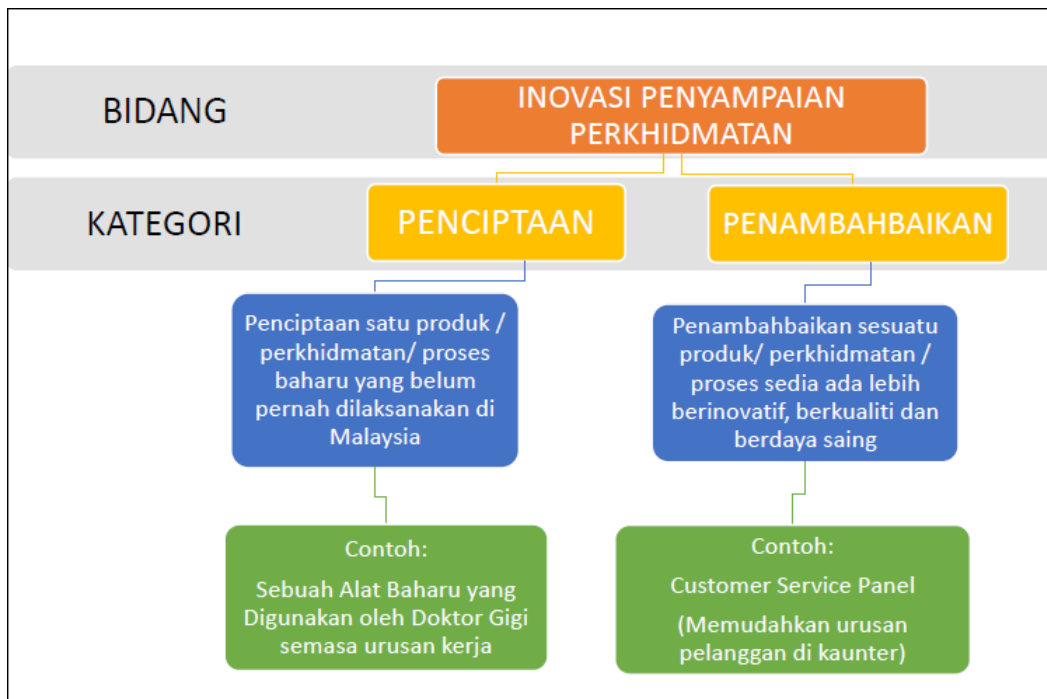 BIDANG
INOVASI PENYAMPAIAN
PERKHIDMATAN
KATEGORI
PENCIPTAAN
PENAMBAHBAIKAN
Penciptaan satu produk /
perkhidmatan/ proses
baharu yang belum
pernah dilaksanakan di
Malaysia
Penambahbaikan sesuatu
produk/ perkhidmatan /
proses sedia ada lebih
berinovatif, berkualiti dan
berdaya saing
Contoh:
Sebuah Alat Baharu yang
Digunakan oleh Doktor Gigi
semasa urusan kerja
Contoh:
Customer Service Panel
(Memudahkan urusan
pelanggan di kaunter)